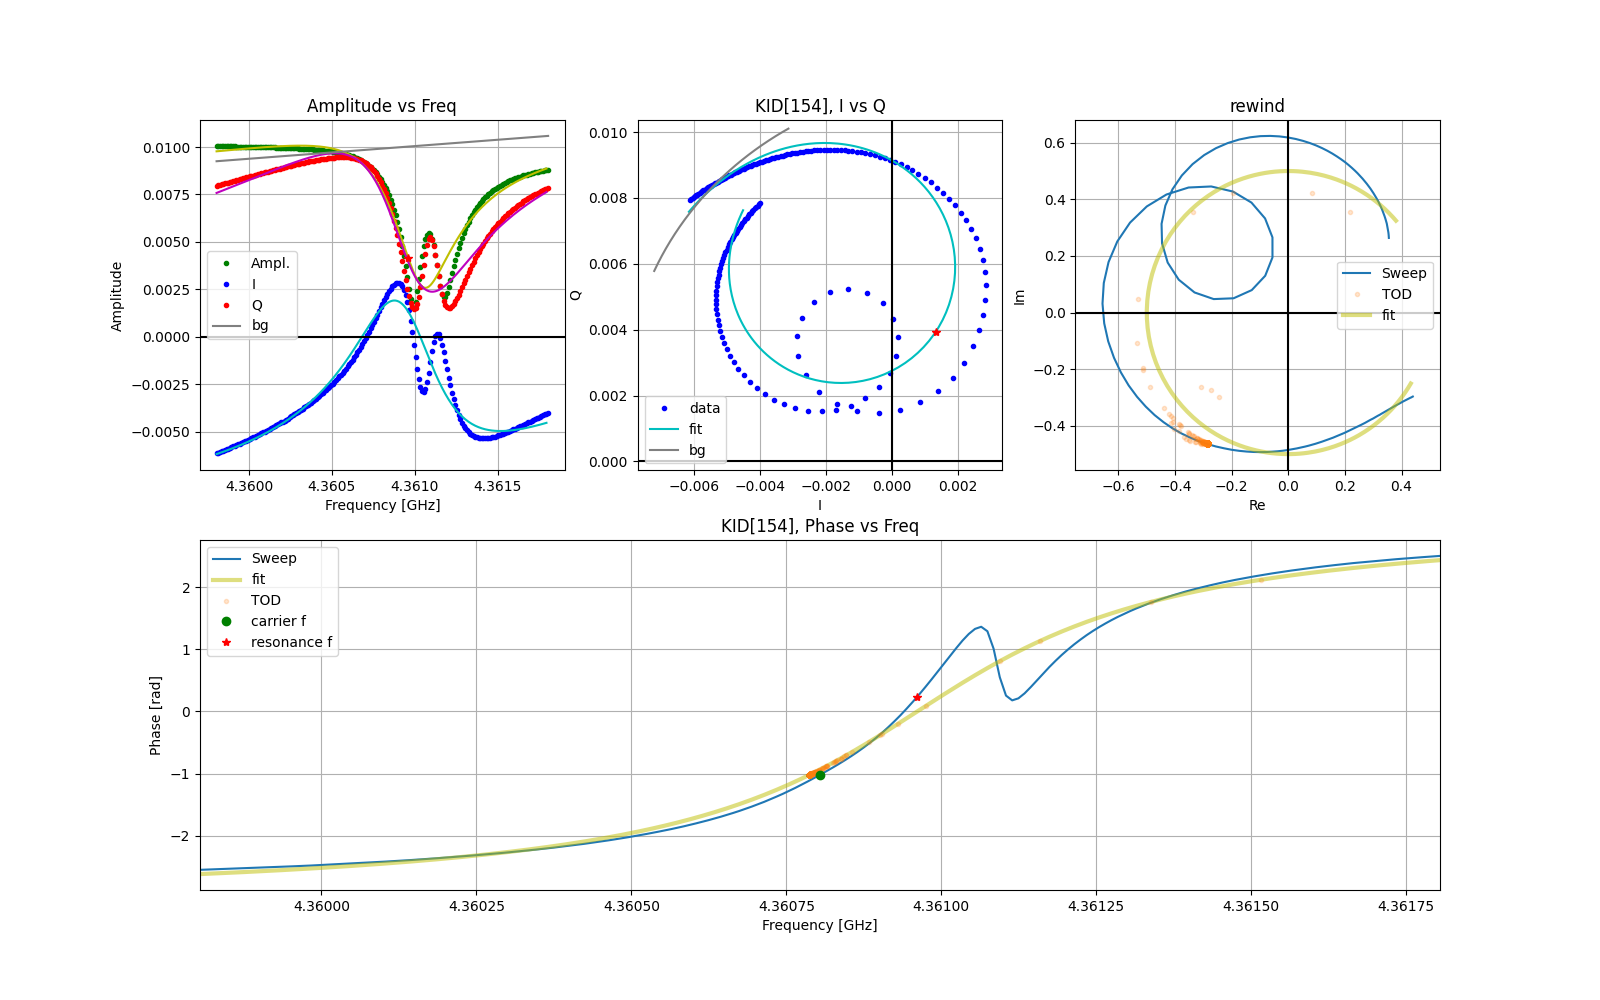 Amplitude vs Freq
0.0100
0.0075
0.0050
0.0025
0.0000
−0.0025
−0.0050
Amplitude
Ampl.
I
Q
bg
4.3600
4.3605
4.3610
4.3615
Frequency [GHz]
KID[154], I vs Q
0.010
0.008
0.006
0.004
0.002
0.000
Q
data
fit
bg
−0.006
−0.004
−0.002
0.000
0.002
I
rewind
0.6
0.4
0.2
0.0
−0.2
−0.4
Im
Sweep
TOD
fit
−0.6
−0.4
−0.2
0.0
0.2
0.4
Re
KID[154], Phase vs Freq
2
1
0
−1
−2
Phase [rad]
Sweep
fit
TOD
carrier f
resonance f
4.36000
4.36025
4.36050
4.36075
4.36100
4.36125
4.36150
4.36175
Frequency [GHz]